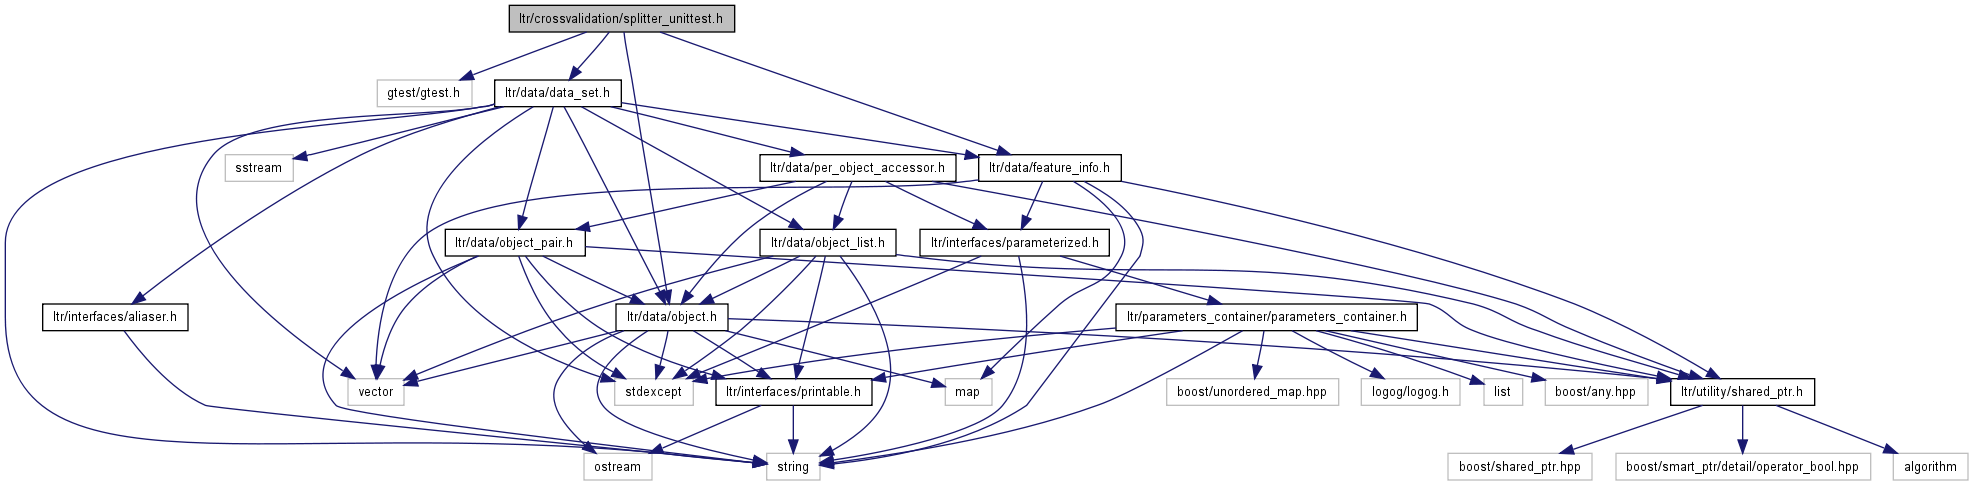 ltr/crossvalidation/splitter_unittest.h
gtest/gtest.h
ltr/data/data_set.h
sstream
ltr/data/per_object_accessor.h
ltr/data/feature_info.h
ltr/data/object_pair.h
ltr/data/object_list.h
ltr/interfaces/parameterized.h
ltr/interfaces/aliaser.h
ltr/data/object.h
ltr/parameters_container/parameters_container.h
vector
stdexcept
ltr/interfaces/printable.h
map
boost/unordered_map.hpp
logog/logog.h
list
boost/any.hpp
ltr/utility/shared_ptr.h
ostream
string
boost/shared_ptr.hpp
boost/smart_ptr/detail/operator_bool.hpp
algorithm